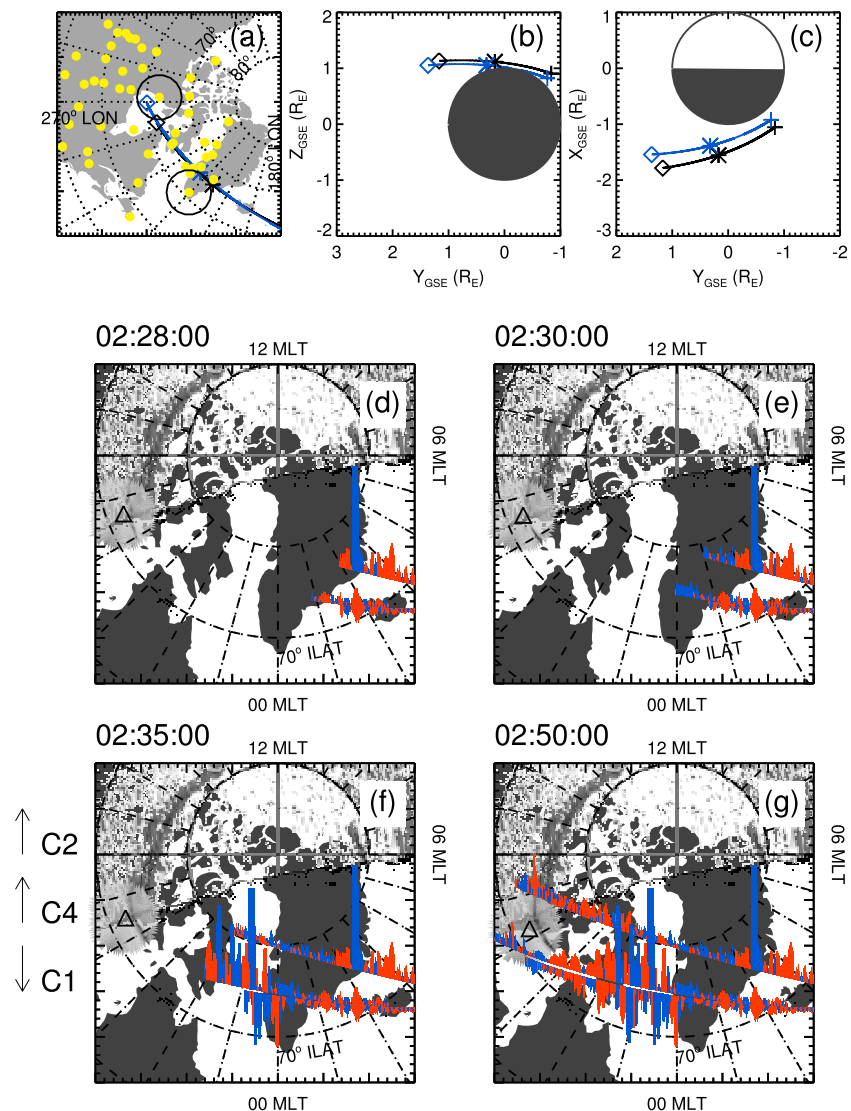 (a)
70°
80°
270° LON
180° LON
(b)
2
1
0
-1
-2
Z_GSE (R_E)
3
2
1
0
-1
Y_GSE (R_E)
(c)
0
-1
-2
-3
1
X_GSE (R_E)
2
1
0
-1
-2
Y_GSE (R_E)
02:28:00
12 MLT
(d)
06 MLT
70° ILAT
00 MLT
02:30:00
12 MLT
(e)
06 MLT
70° ILAT
00 MLT
02:35:00
12 MLT
(f)
06 MLT
C2
C4
C1
70° ILAT
00 MLT
02:50:00
12 MLT
(g)
06 MLT
70° ILAT
00 MLT